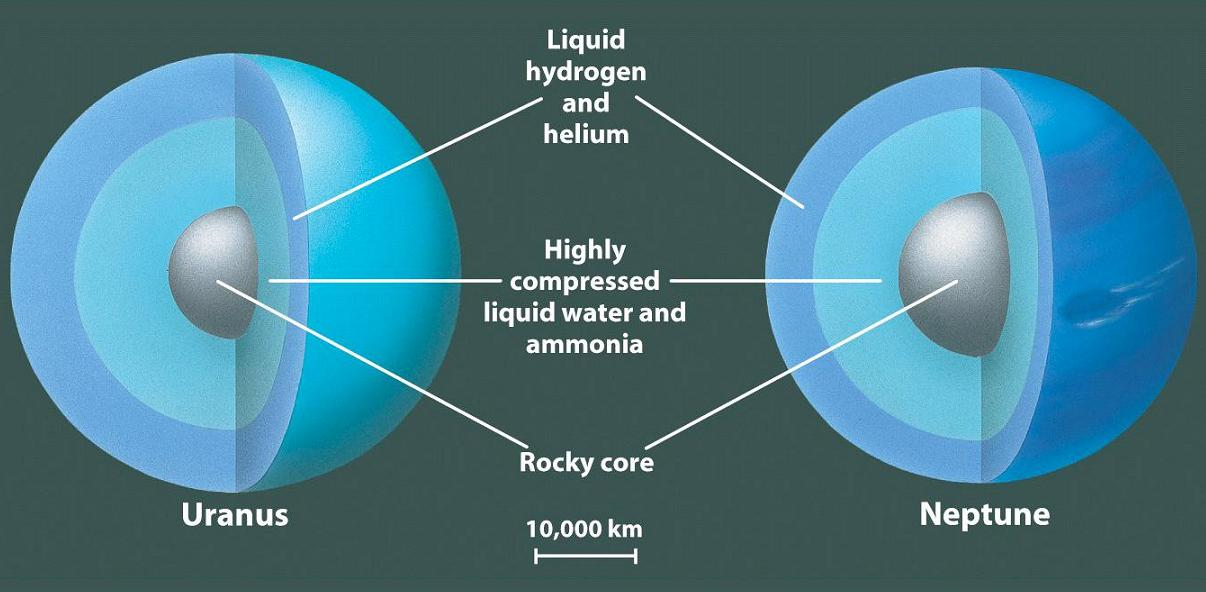 Liquid
hydrogen
and
helium
Highly
compressed
liquid water and
ammonia
Rocky core
Uranus
Neptune
10,000 km